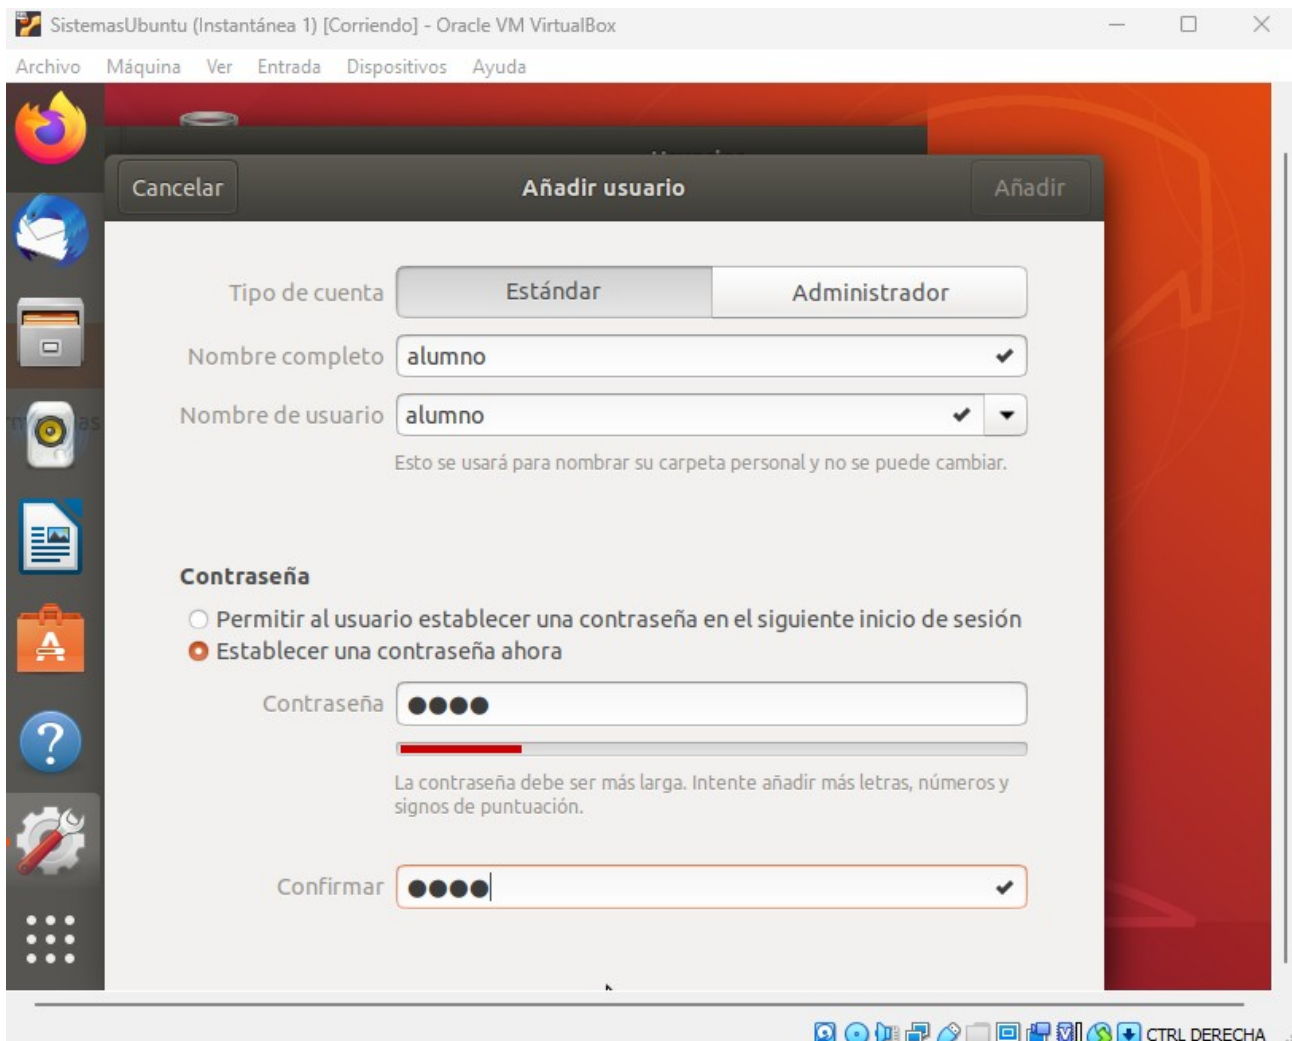 SistemasUbuntu (Instantánea 1) [Corriendo] - Oracle VM VirtualBox
Archivo Máquina Ver Entrada Dispositivos Ayuda
Cancelar Añadir usuario Añadir
Tipo de cuenta Estándar Administrador
Nombre completo alumno
Nombre de usuario alumno
Esto se usará para nombrar su carpeta personal y no se puede cambiar.
Contraseña
Permitir al usuario establecer una contraseña en el siguiente inicio de sesión
Establecer una contraseña ahora
Contraseña ●●●●
La contraseña debe ser más larga. Intente añadir más letras, números y
signos de puntuación.
Confirmar ●●●●
CTRL DERECHA